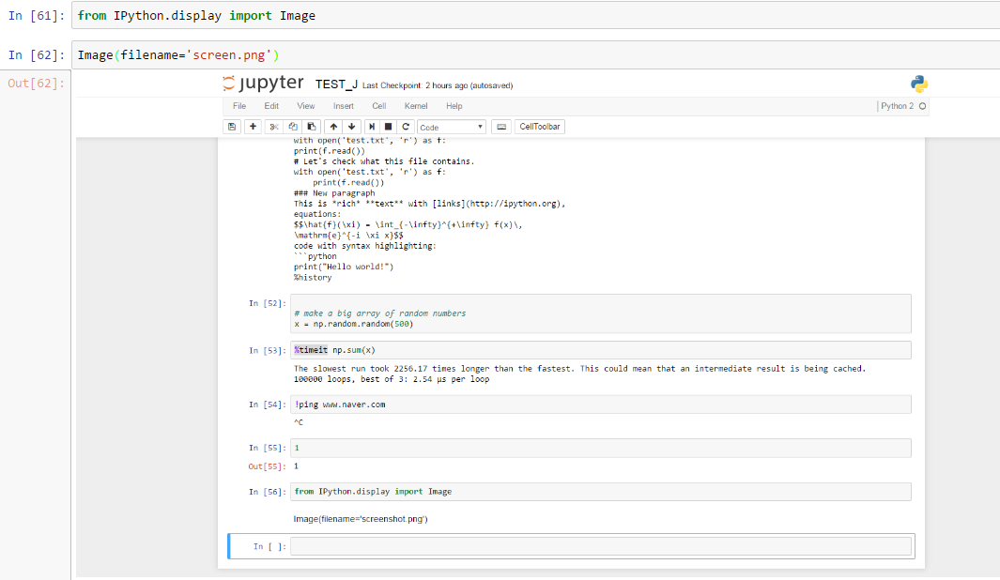 In [61]: from IPython.display import Image
In [62]: Image(filename='screen.png')
Out[62]:
jupyter TEST_J Last Checkpoint: 2 hours ago (autosaved)
File Edit View Insert Cell Kernel Help Python 2
Code CellToolbar
with open('test.txt', 'r') as f:
print(f.read())
# Let's check what this file contains.
with open('test.txt', 'r') as f:
    print(f.read())
### New paragraph
This is *rich* **text** with [links](http://ipython.org),
equations:
$$\hat{f}(\xi) = \int_{-\infty}^{+\infty} f(x)\,
\mathrm{e}^{-i \xi x}$$
code with syntax highlighting:
```python
print("Hello world!")
%history
In [52]:
# make a big array of random numbers
x = np.random.random(500)
In [53]: %timeit np.sum(x)
The slowest run took 2256.17 times longer than the fastest. This could mean that an intermediate result is being cached.
100000 loops, best of 3: 2.54 µs per loop
In [54]: !ping www.naver.com
^C
In [55]: 1
Out[55]: 1
In [56]: from IPython.display import Image
Image(filename='screenshot.png')
In [ ]: